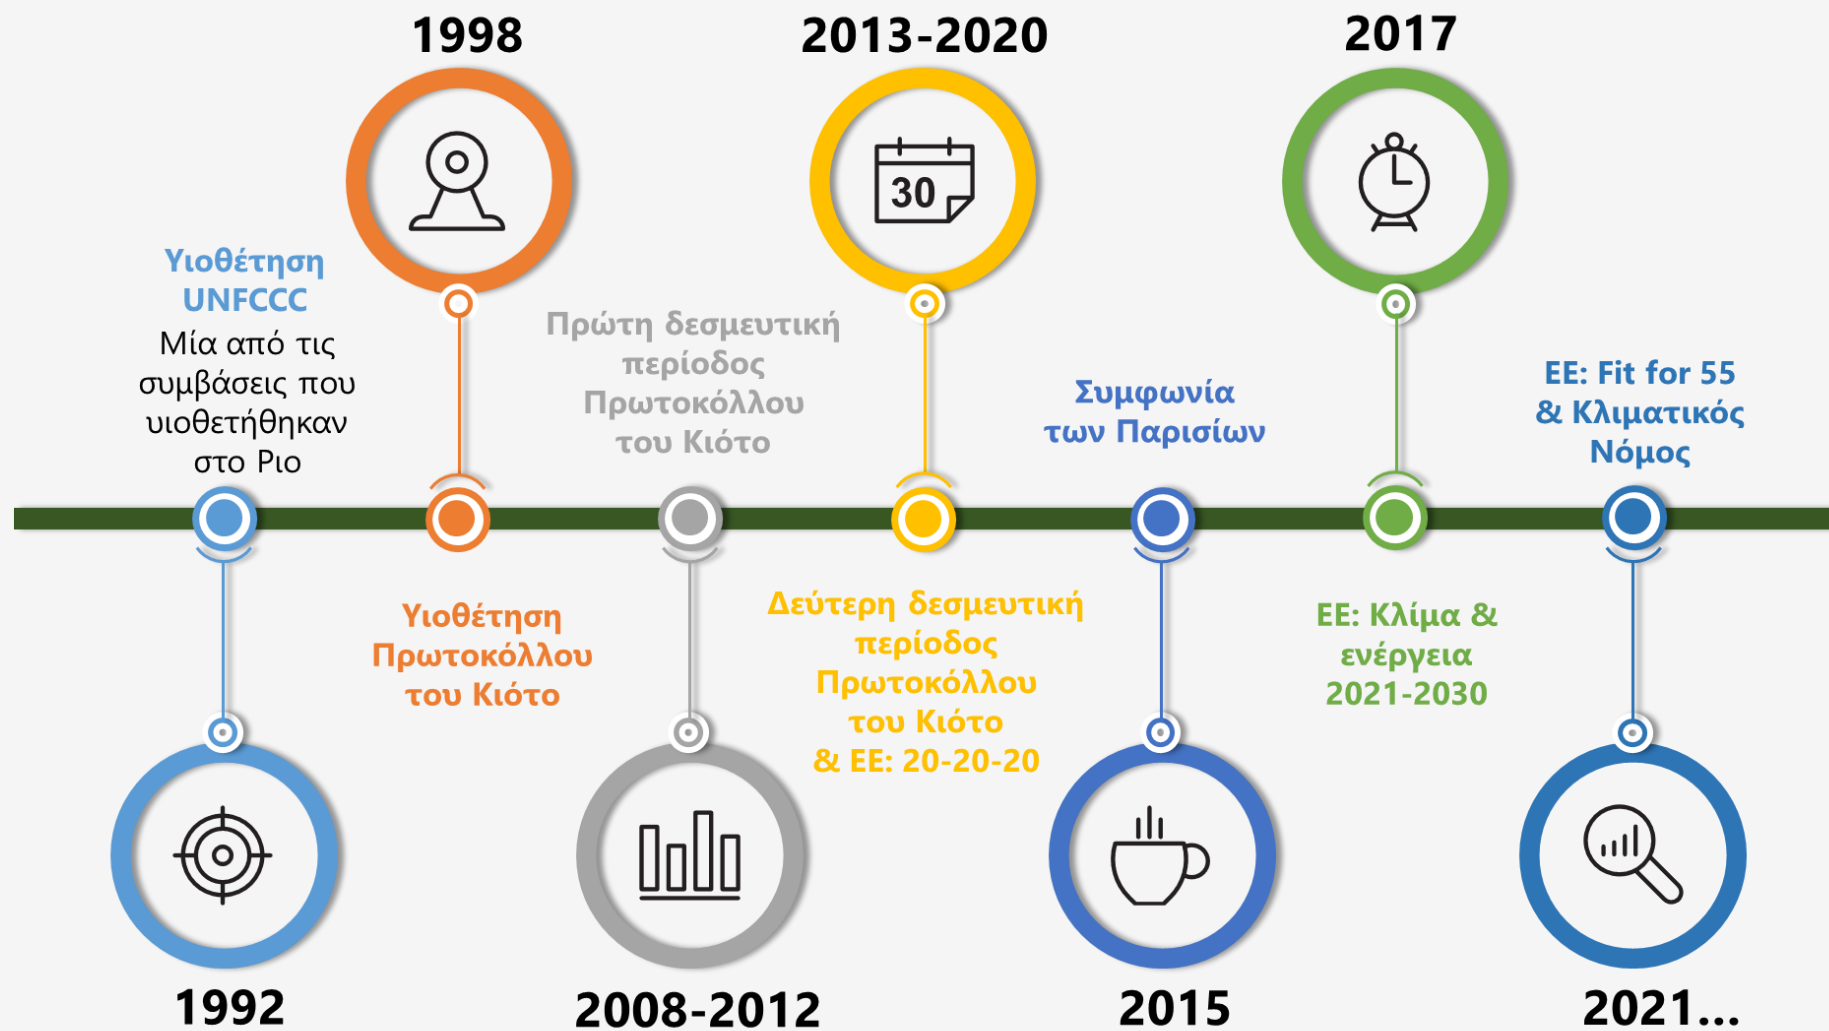 1998
2013-2020
2017
30
Υιοθέτηση
UNFCCC
Μία από τις
συμβάσεις που
υιοθετήθηκαν
στο Ριο
Πρώτη δεσμευτική
περίοδος
Πρωτοκόλλου
του Κιότο
Συμφωνία
των Παρισίων
ΕΕ: Fit for 55
& Κλιματικός
Νόμος
Υιοθέτηση
Πρωτοκόλλου
του Κιότο
Δεύτερη δεσμευτική
περίοδος
Πρωτοκόλλου
του Κιότο
& ΕΕ: 20-20-20
ΕΕ: Κλίμα &
ενέργεια
2021-2030
1992
2008-2012
2015
2021...